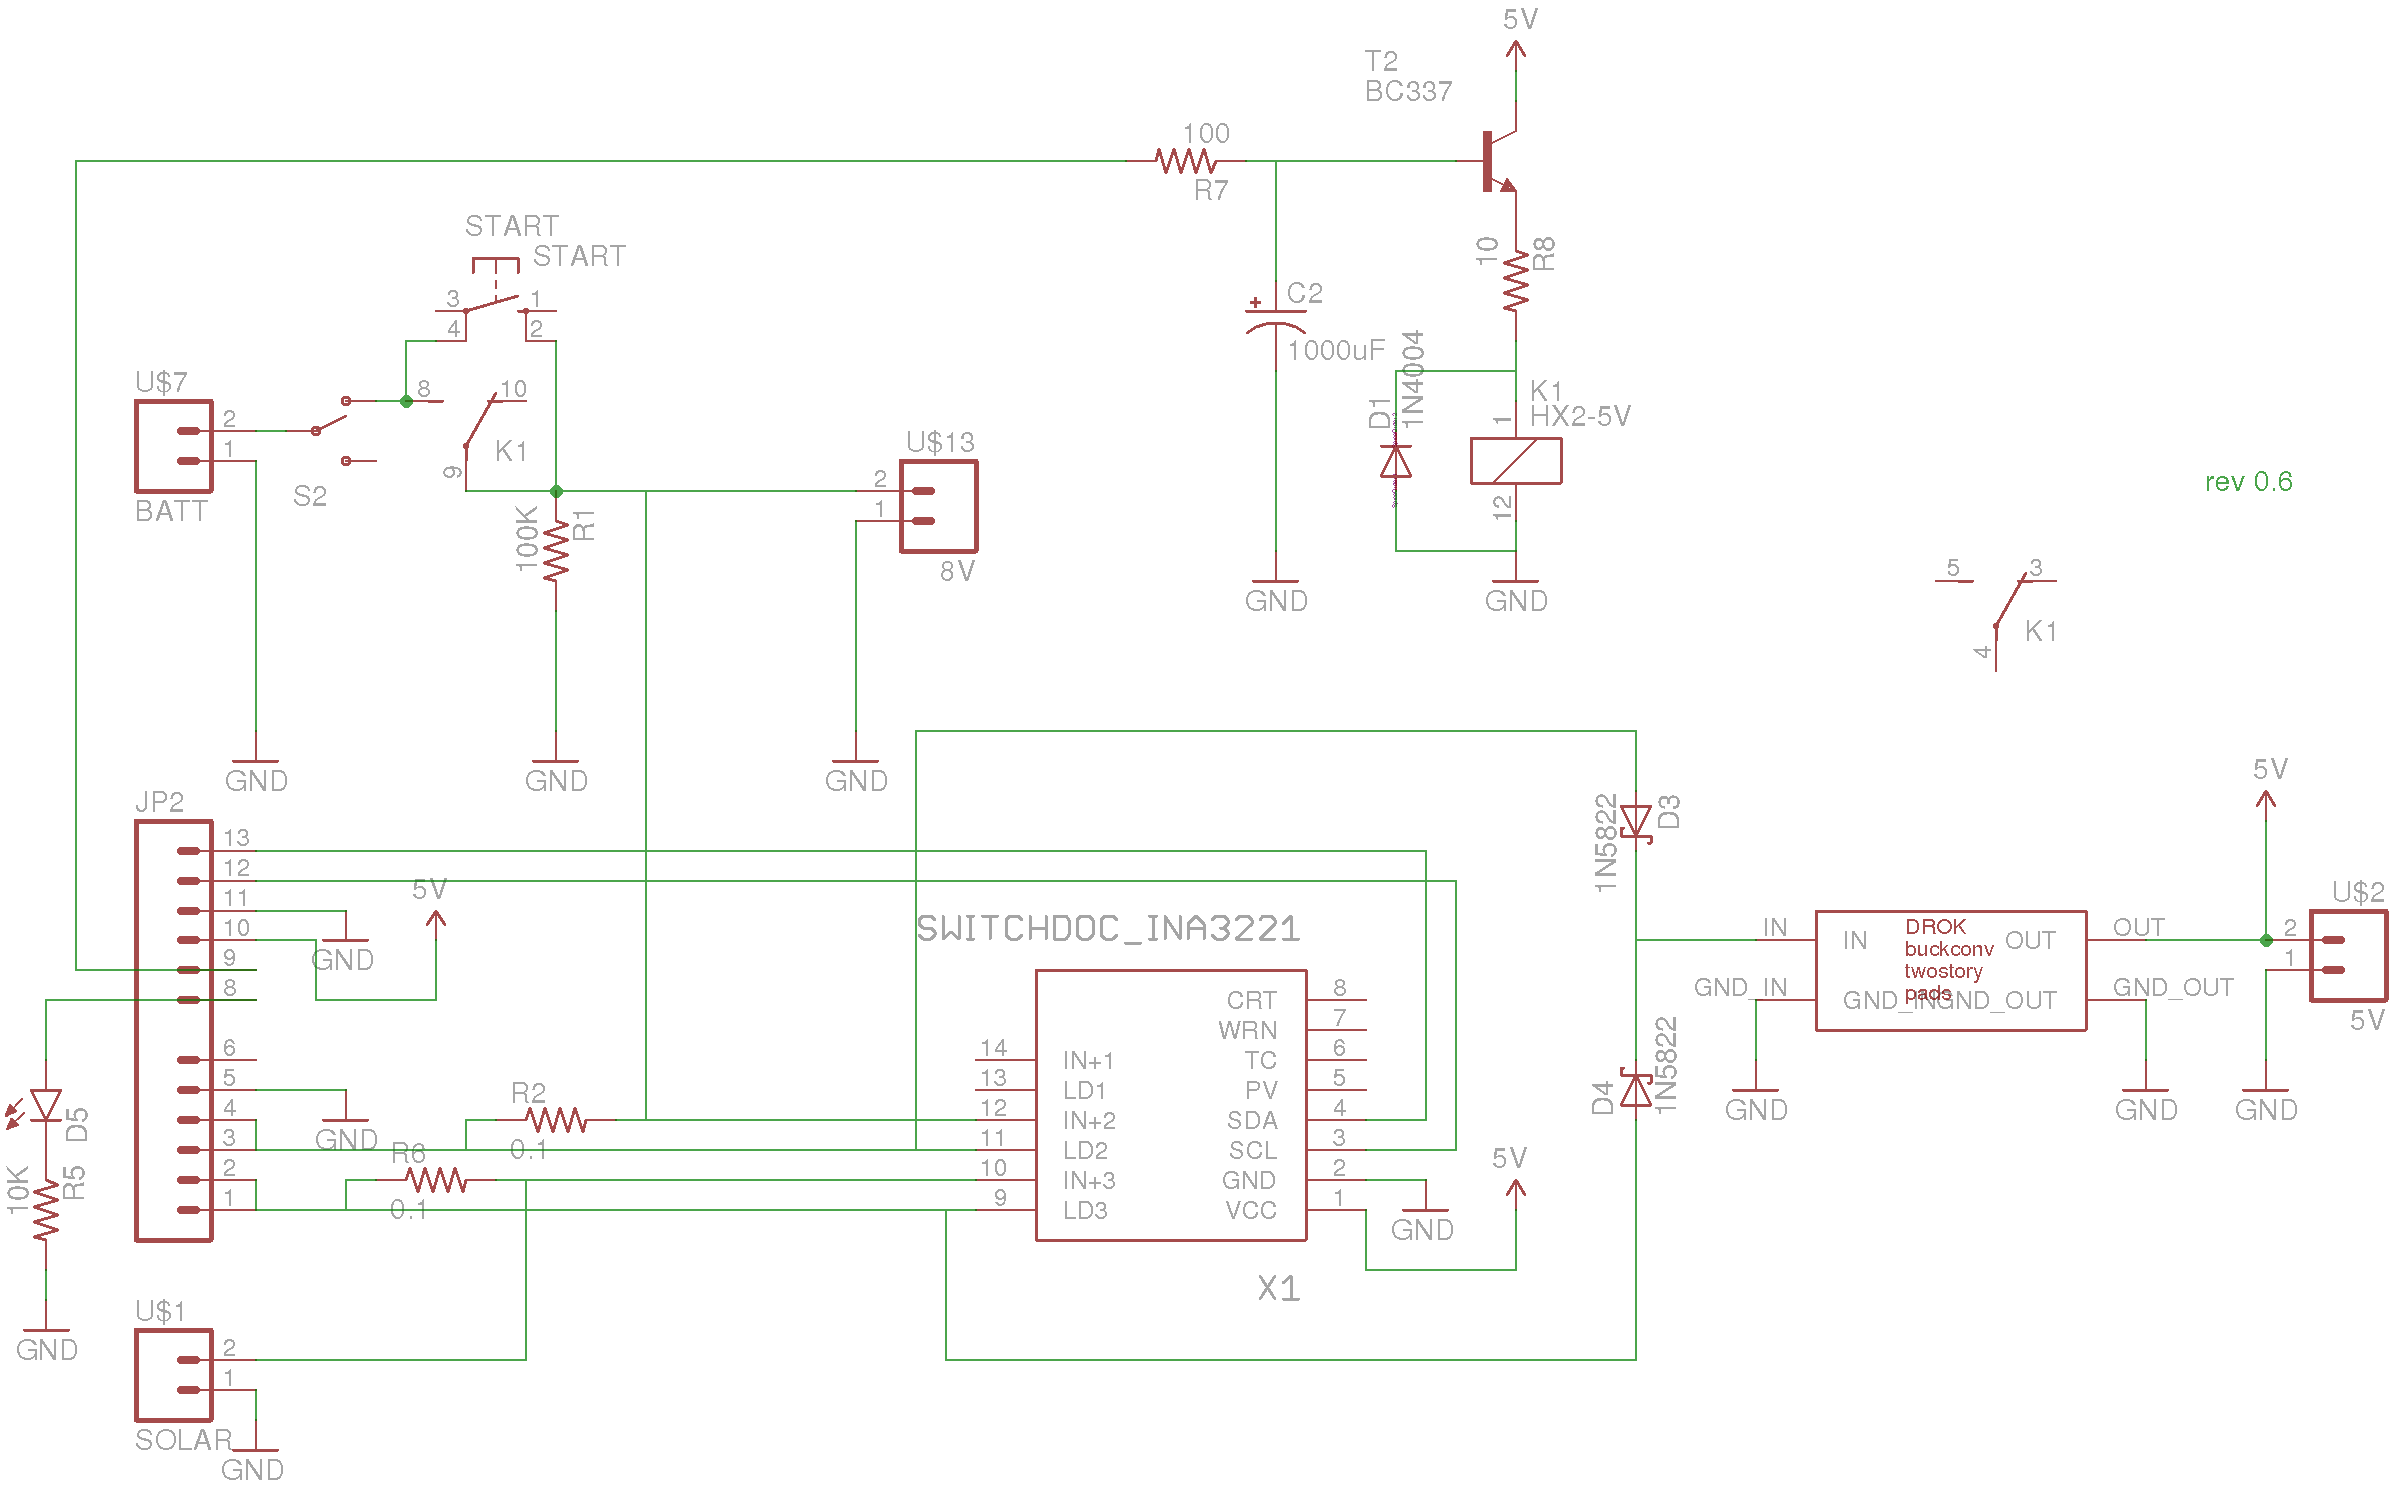 5V
T2
BC337
100
R7
START
START
3
1
4
2
10
R8
C2
1000uF
1N4004
D1
K1
HX2-5V
1
12
U$7
2
1
BATT
8
10
K1
9
S2
U$13
2
1
8V
100K
R1
rev 0.6
GND
GND
5
3
K1
4
GND
GND
GND
JP2
13
12
11
10
9
8
6
5
4
3
2
1
5V
GND
GND
SWITCHDOC_INA3221
1N5822
D3
5V
U$2
2
1
5V
IN
IN
DROK
buckconv
twostory
pads
OUT
OUT
GND_IN
GND_IN
GND_OUT
GND_OUT
GND
GND
GND
D4
1N5822
14
IN+1
13
LD1
12
IN+2
11
LD2
10
IN+3
9
LD3
CRT
8
WRN
7
TC
6
PV
5
SDA
4
SCL
3
GND
2
VCC
1
5V
GND
X1
R2
0.1
R6
0.1
D5
10K
R5
GND
U$1
2
1
SOLAR
GND